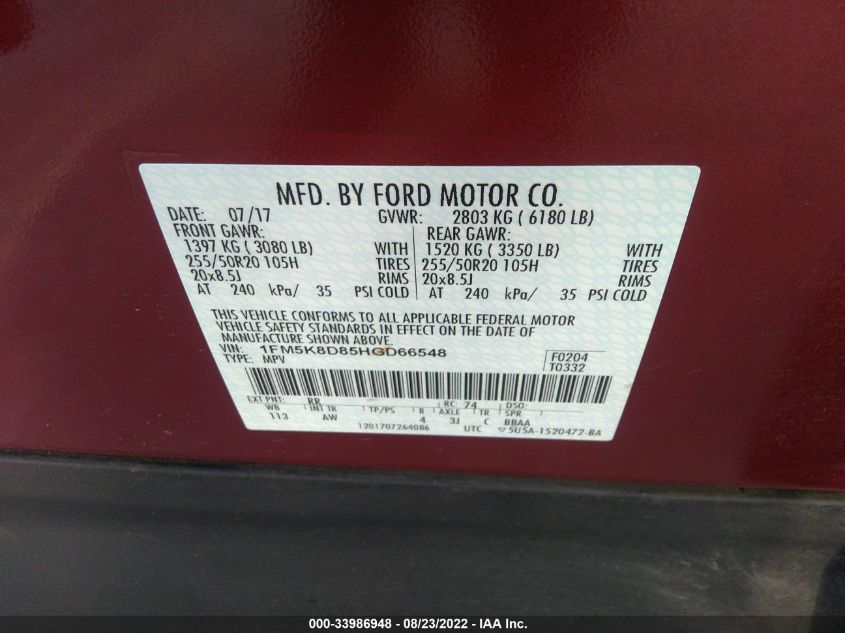 MFD. BY FORD MOTOR CO.
DATE: 07/17 GVWR: 2803 KG ( 6180 LB)
FRONT GAWR: REAR GAWR:
1397 KG ( 3080 LB) WITH 1520 KG ( 3350 LB) WITH
255/50R20 105H TIRES 255/50R20 105H TIRES
20x8.5J RIMS 20x8.5J RIMS
AT 240 kPa/ 35 PSI COLD AT 240 kPa/ 35 PSI COLD
THIS VEHICLE CONFORMS TO ALL APPLICABLE FEDERAL MOTOR
VEHICLE SAFETY STANDARDS IN EFFECT ON THE DATE OF
MANUFACTURE SHOWN ABOVE.
VIN: 1FM5K8D85HGD66548 F0204
TYPE: MPV T0332
EXT PNT: RR RC: 74 DSO:
WB INT TR TP/PS R AXLE TR SPR
113 AW 4 3J C BBAA
1201707264086 UTC ▽5USA-1520472-BA
000-33986948 - 08/23/2022 - IAA Inc.